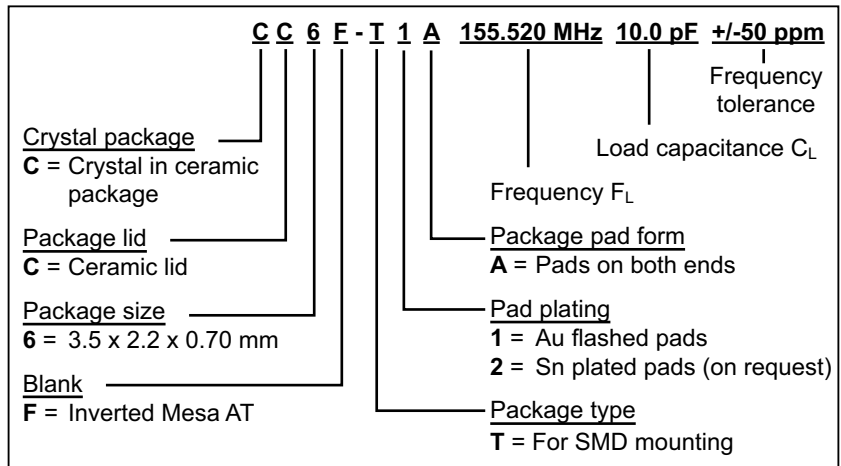 C C 6 F - T 1 A 155.520 MHz 10.0 pF +/-50 ppm
Frequency
tolerance
Load capacitance CL
Frequency FL
Crystal package
C = Crystal in ceramic
package
Package lid
C = Ceramic lid
Package size
6 = 3.5 x 2.2 x 0.70 mm
Blank
F = Inverted Mesa AT
Package pad form
A = Pads on both ends
Pad plating
1 = Au flashed pads
2 = Sn plated pads (on request)
Package type
T = For SMD mounting